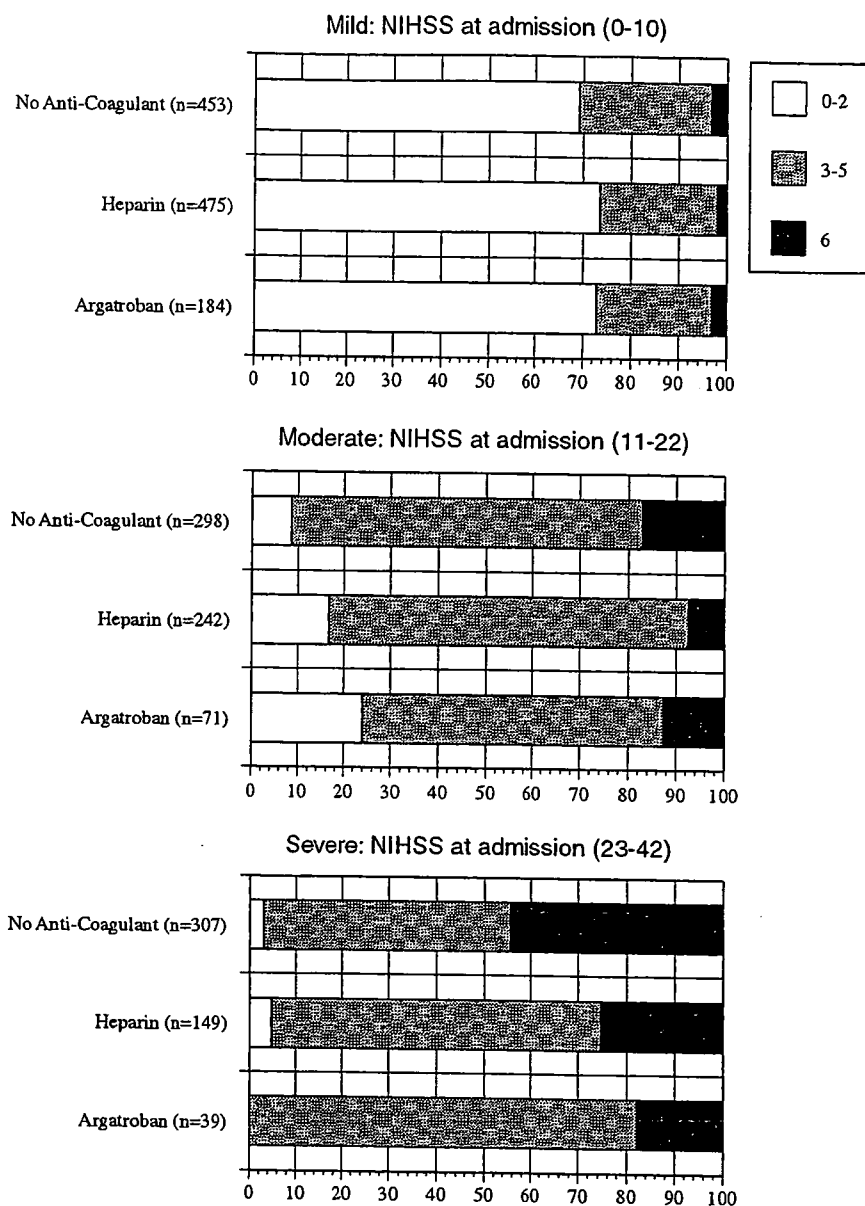 Mild: NIHSS at admission (0-10)
No Anti-Coagulant (n=453)
Heparin (n=475)
Argatroban (n=184)
0 10 20 30 40 50 60 70 80 90 100
0-2
3-5
6
Moderate: NIHSS at admission (11-22)
No Anti-Coagulant (n=298)
Heparin (n=242)
Argatroban (n=71)
0 10 20 30 40 50 60 70 80 90 100
Severe: NIHSS at admission (23-42)
No Anti-Coagulant (n=307)
Heparin (n=149)
Argatroban (n=39)
0 10 20 30 40 50 60 70 80 90 100